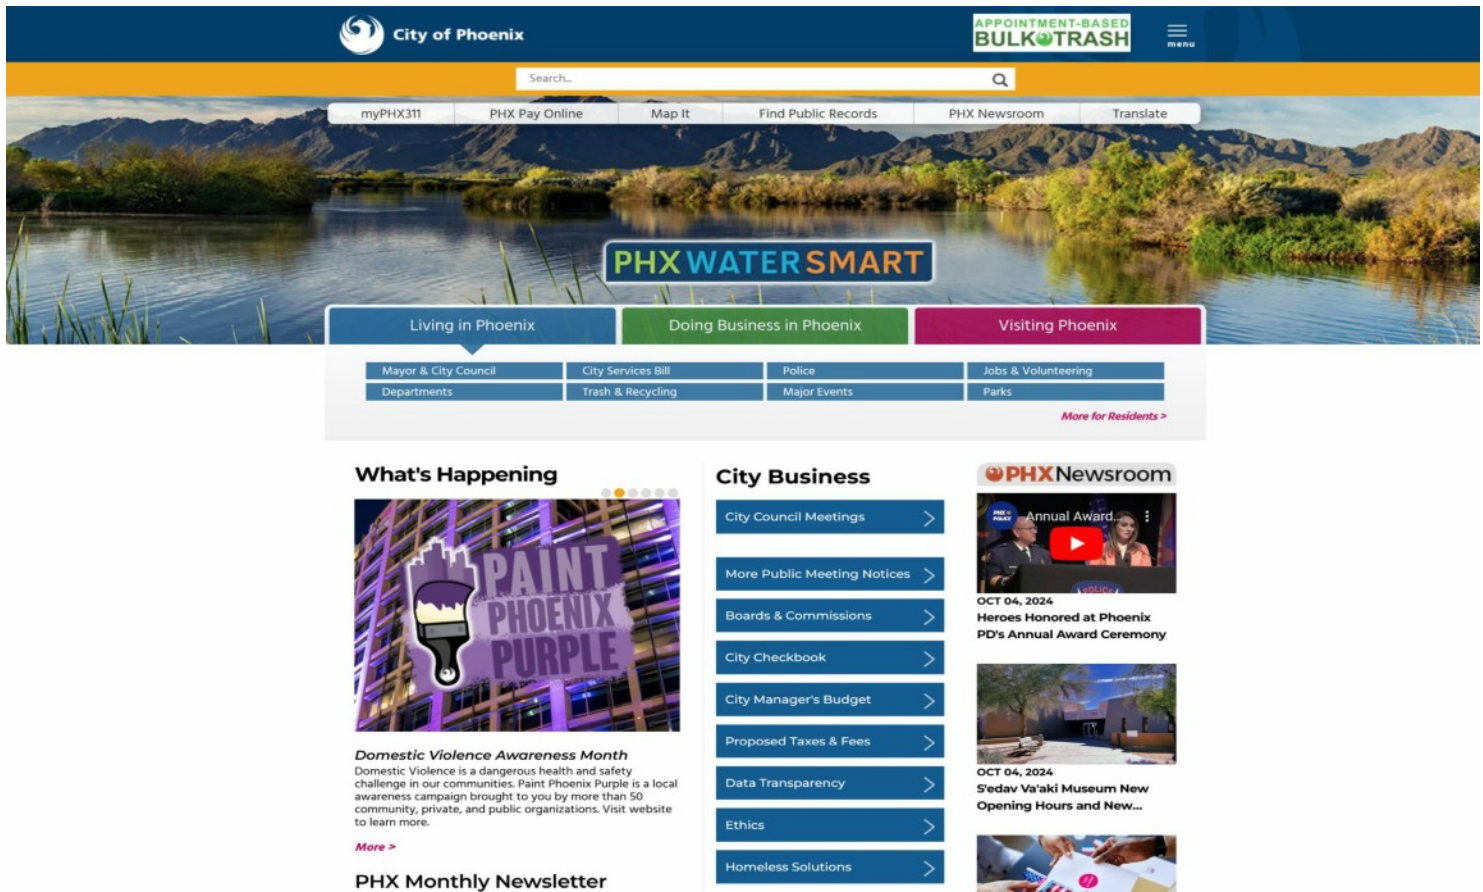 City of Phoenix
APPOINTMENT-BASED
BULK TRASH
menu
Search...
myPHX311
PHX Pay Online
Map It
Find Public Records
PHX Newsroom
Translate
PHX WATER SMART
Living in Phoenix
Doing Business in Phoenix
Visiting Phoenix
Mayor & City Council
City Services Bill
Police
Jobs & Volunteering
Departments
Trash & Recycling
Major Events
Parks
More for Residents >
What's Happening
PAINT
PHOENIX
PURPLE
Domestic Violence Awareness Month
Domestic Violence is a dangerous health and safety
challenge in our communities. Paint Phoenix Purple is a local
awareness campaign brought to you by more than 50
community, private, and public organizations. Visit website
to learn more.
More >
PHX Monthly Newsletter
City Business
City Council Meetings
More Public Meeting Notices
Boards & Commissions
City Checkbook
City Manager's Budget
Proposed Taxes & Fees
Data Transparency
Ethics
Homeless Solutions
PHXNewsroom
PHX
POLICE
Annual Award...
POLICE
OCT 04, 2024
Heroes Honored at Phoenix
PD's Annual Award Ceremony
OCT 04, 2024
S'edav Va'aki Museum New
Opening Hours and New...